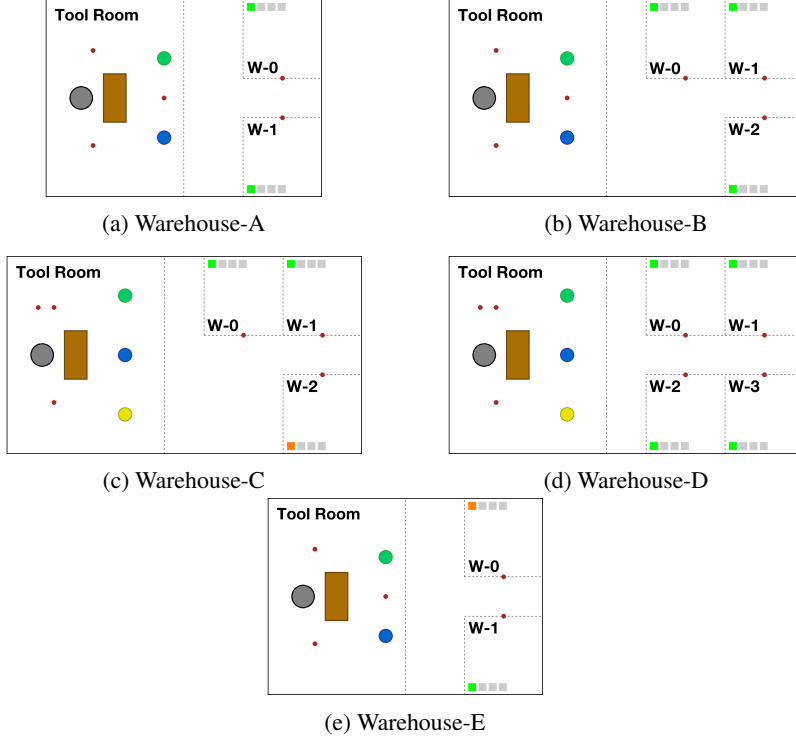 Tool Room
W-0
W-1
(a) Warehouse-A
Tool Room
W-0
W-1
W-2
(b) Warehouse-B
Tool Room
W-0
W-1
W-2
(c) Warehouse-C
Tool Room
W-0
W-1
W-2
W-3
(d) Warehouse-D
Tool Room
W-0
W-1
(e) Warehouse-E